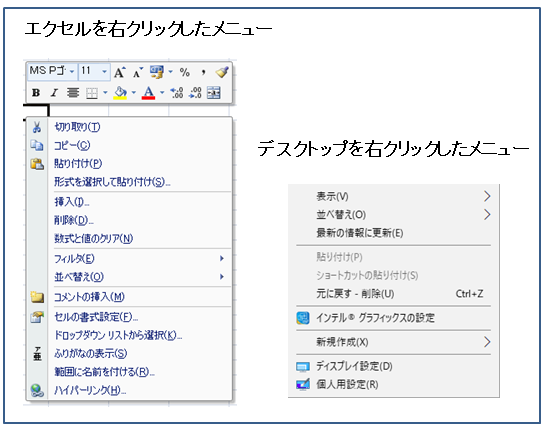 エクセルを右クリックしたメニュー
MS Pゴ 11 A A % ,
B I A .00 .00
切り取り(T)
コピー(C)
貼り付け(P)
形式を選択して貼り付け(S)...
挿入(I)...
削除(D)...
数式と値のクリア(N)
フィルタ(E)
並べ替え(O)
コメントの挿入(M)
セルの書式設定(F)...
ドロップダウン リストから選択(K)...
ア亜 ふりがなの表示(S)
範囲に名前を付ける(R)...
ハイパーリンク(H)...
デスクトップを右クリックしたメニュー
表示(V)
並べ替え(O)
最新の情報に更新(E)
貼り付け(P)
ショートカットの貼り付け(S)
元に戻す - 削除(U) Ctrl+Z
インテル® グラフィックスの設定
新規作成(X)
ディスプレイ設定(D)
個人用設定(R)